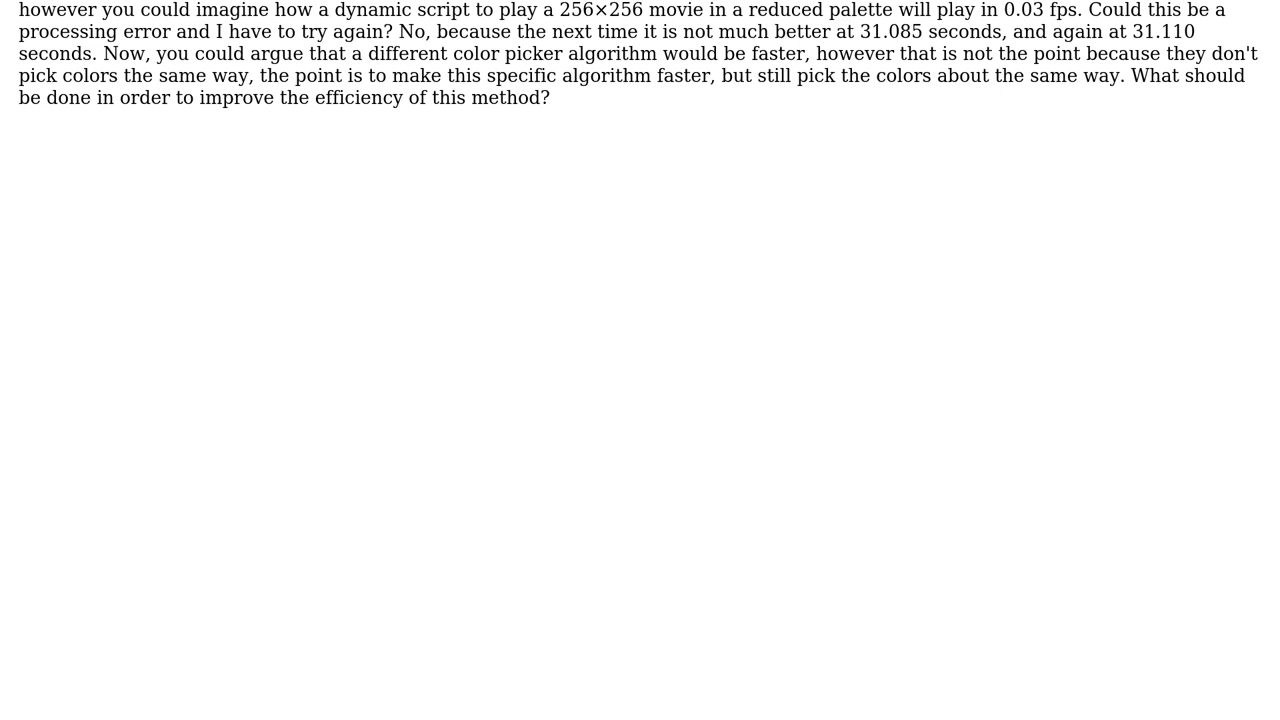 however you could imagine how a dynamic script to play a 256×256 movie in a reduced palette will play in 0.03 fps. Could this be a
processing error and I have to try again? No, because the next time it is not much better at 31.085 seconds, and again at 31.110
seconds. Now, you could argue that a different color picker algorithm would be faster, however that is not the point because they don't
pick colors the same way, the point is to make this specific algorithm faster, but still pick the colors about the same way. What should
be done in order to improve the efficiency of this method?